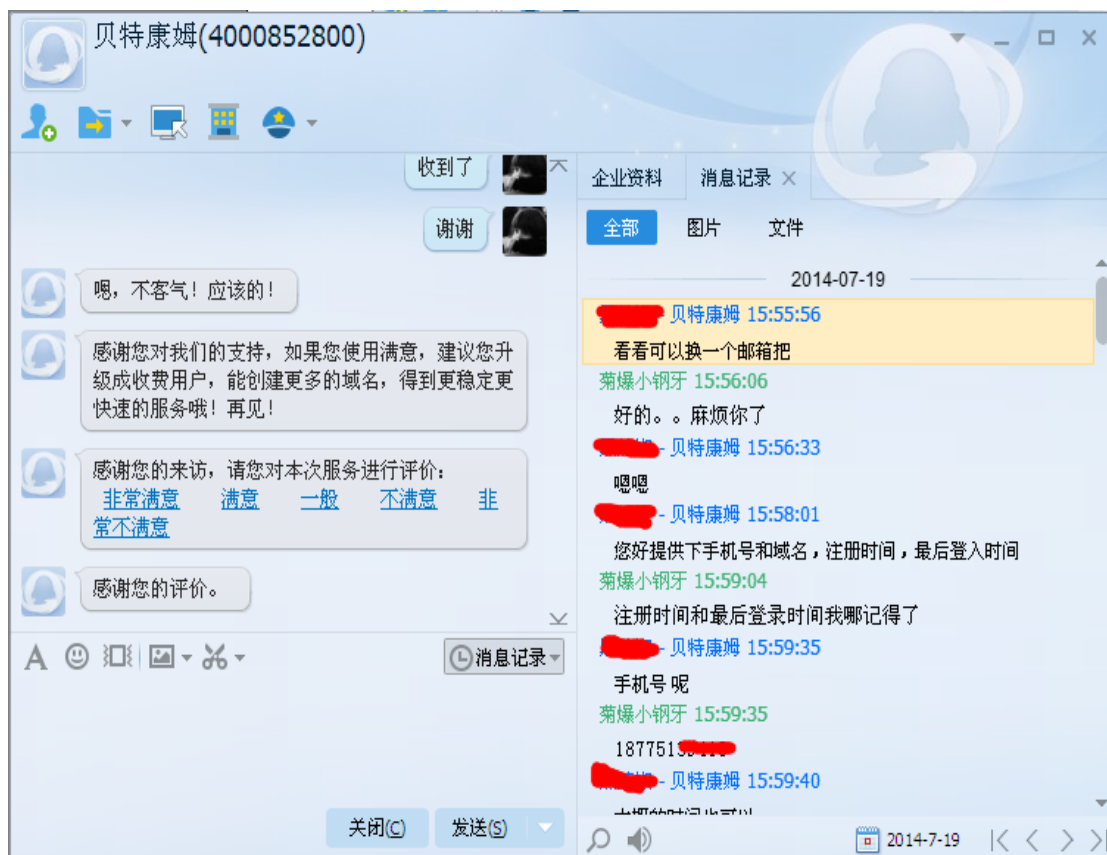 贝特康姆(4000852800)
收到了
谢谢
嗯，不客气！应该的！
感谢您对我们的支持，如果您使用满意，建议您升
级成收费用户，能创建更多的域名，得到更稳定更
快速的服务哦！再见！
感谢您的来访，请您对本次服务进行评价：
非常满意 满意 一般 不满意 非
常不满意
感谢您的评价。
消息记录
关闭(C) 发送(S)
企业资料 消息记录
全部 图片 文件
2014-07-19
贝特康姆 15:55:56
看看可以换一个邮箱把
菊爆小钢牙 15:56:06
好的。。麻烦你了
- 贝特康姆 15:56:33
嗯嗯
- 贝特康姆 15:58:01
您好提供下手机号和域名，注册时间，最后登入时间
菊爆小钢牙 15:59:04
注册时间和最后登录时间我哪记得了
- 贝特康姆 15:59:35
手机号呢
菊爆小钢牙 15:59:35
187751
- 贝特康姆 15:59:40
2014-7-19